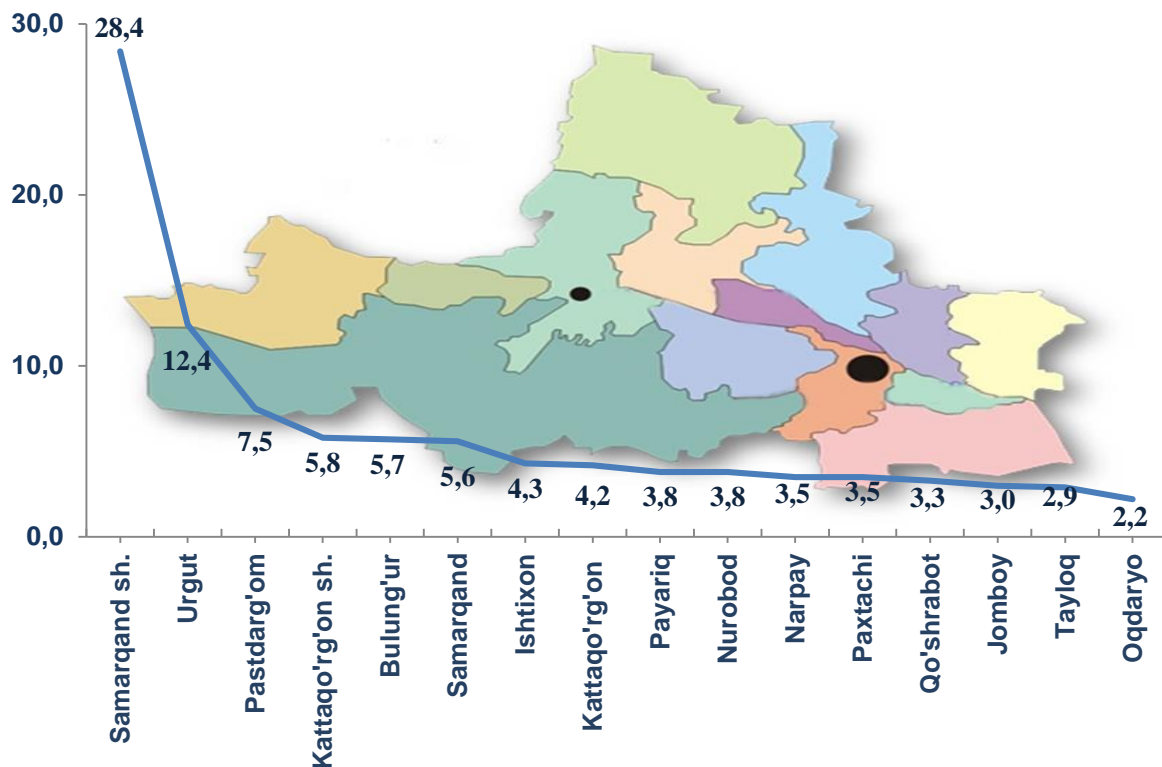 30,0
20,0
10,0
0,0
28,4
12,4
7,5
5,8
5,7
5,6
4,3
4,2
3,8
3,8
3,5
3,5
3,3
3,0
2,9
2,2
Samarqand sh.
Urgut
Pastdarg'om
Kattaqo'rg'on sh.
Bulung'ur
Samarqand
Ishtixon
Kattaqo'rg'on
Payariq
Nurobod
Narpay
Paxtachi
Qo'shrabot
Jomboy
Tayloq
Oqdaryo